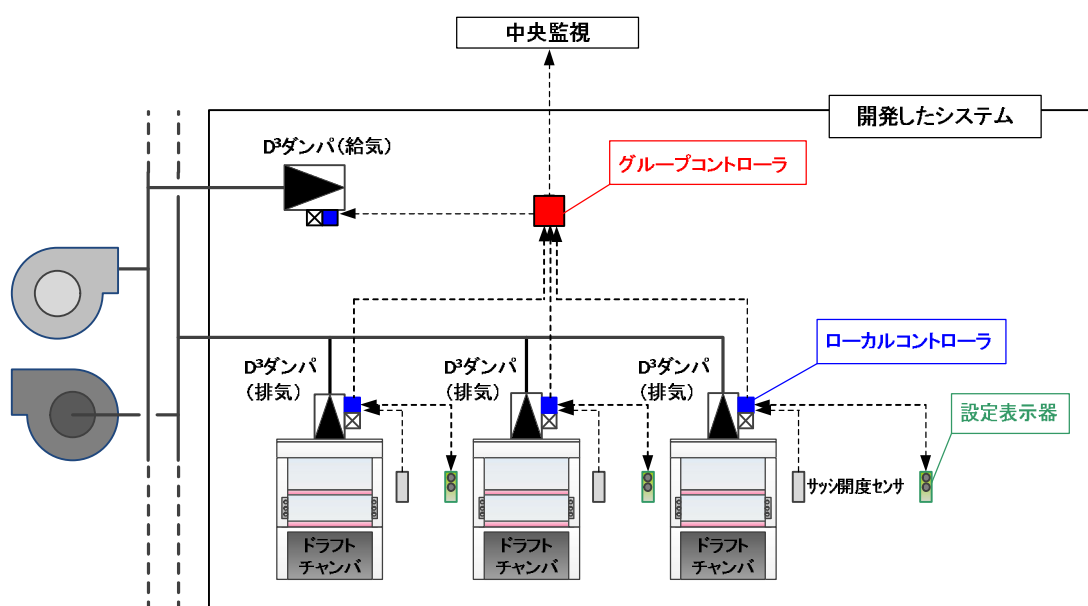 中央監視
開発したシステム
D³ダンパ(給気)
グループコントローラ
ローカルコントローラ
D³ダンパ
(排気)
D³ダンパ
(排気)
D³ダンパ
(排気)
設定表示器
サッシ開度センサ
ドラフト
チャンバ
ドラフト
チャンバ
ドラフト
チャンバ